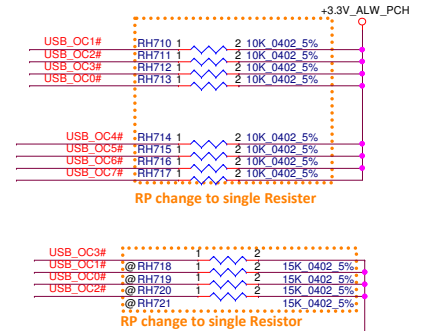 +3.3V_ALW_PCH
USB_OC1# RH710 1 2 10K_0402_5%
USB_OC2# RH711 1 2 10K_0402_5%
USB_OC3# RH712 1 2 10K_0402_5%
USB_OC0# RH713 1 2 10K_0402_5%
USB_OC4# RH714 1 2 10K_0402_5%
USB_OC5# RH715 1 2 10K_0402_5%
USB_OC6# RH716 1 2 10K_0402_5%
USB_OC7# RH717 1 2 10K_0402_5%
RP change to single Resister
USB_OC3# 1 2
USB_OC1# @ RH718 1 2 15K_0402_5%
USB_OC0# @ RH719 1 2 15K_0402_5%
USB_OC2# @ RH720 1 2 15K_0402_5%
@ RH721 15K_0402_5%
RP change to single Resistor